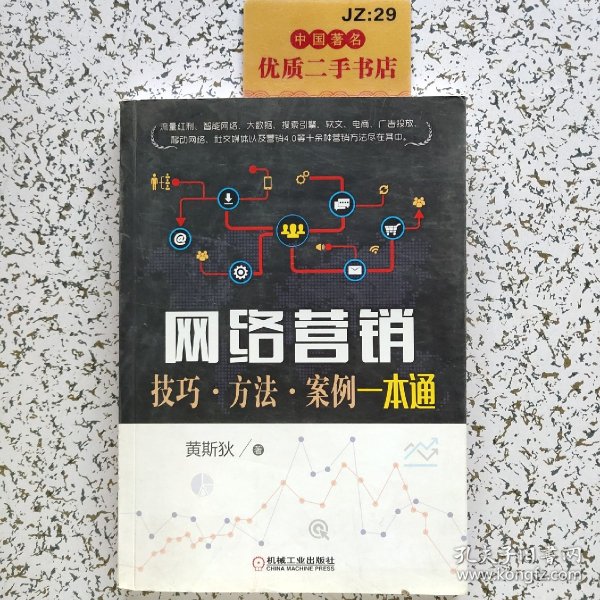 JZ:29
中国著名
优质二手书店
流量红利、智能网络、大数据、搜索引擎、软文、电商、广告投放、
移动网络、社交媒体以及营销4.0等十余种营销方法尽在其中。
网络营销
技巧·方法·案例一本通
黄斯狄/著
机械工业出版社
CHINA MACHINE PRESS
孔夫子旧书网
www.kongfz.com